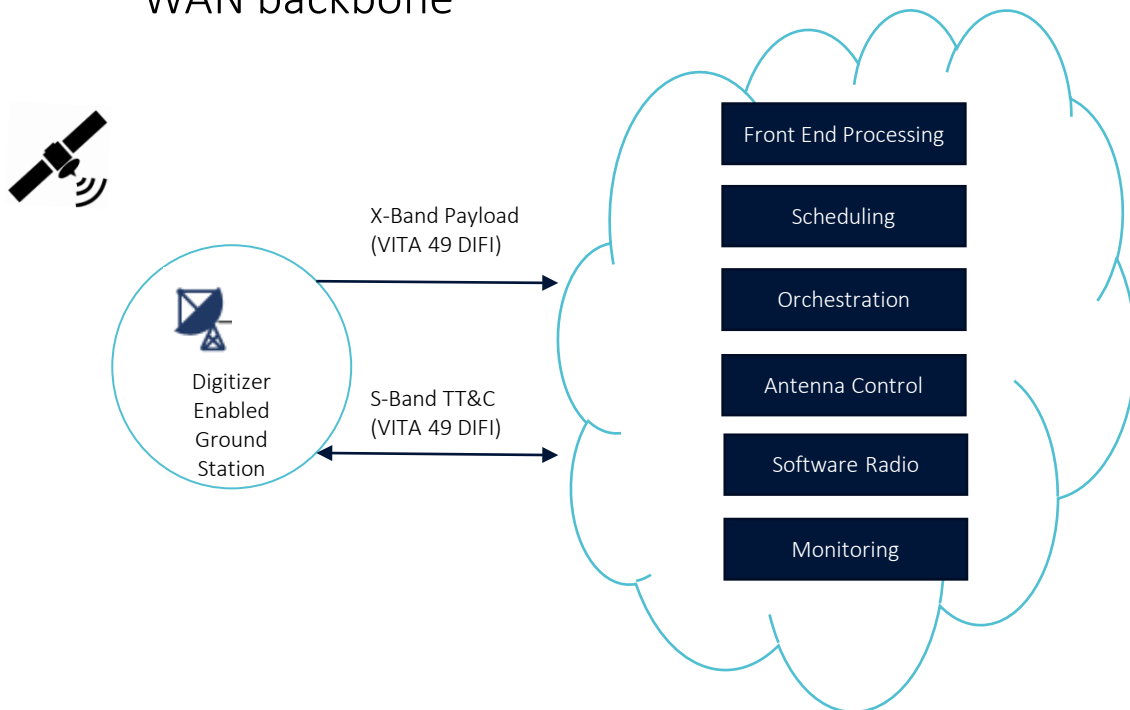 WAN backbone
X-Band Payload
(VITA 49 DIFI)
Digitizer
Enabled
Ground
Station
S-Band TT&C
(VITA 49 DIFI)
Front End Processing
Scheduling
Orchestration
Antenna Control
Software Radio
Monitoring